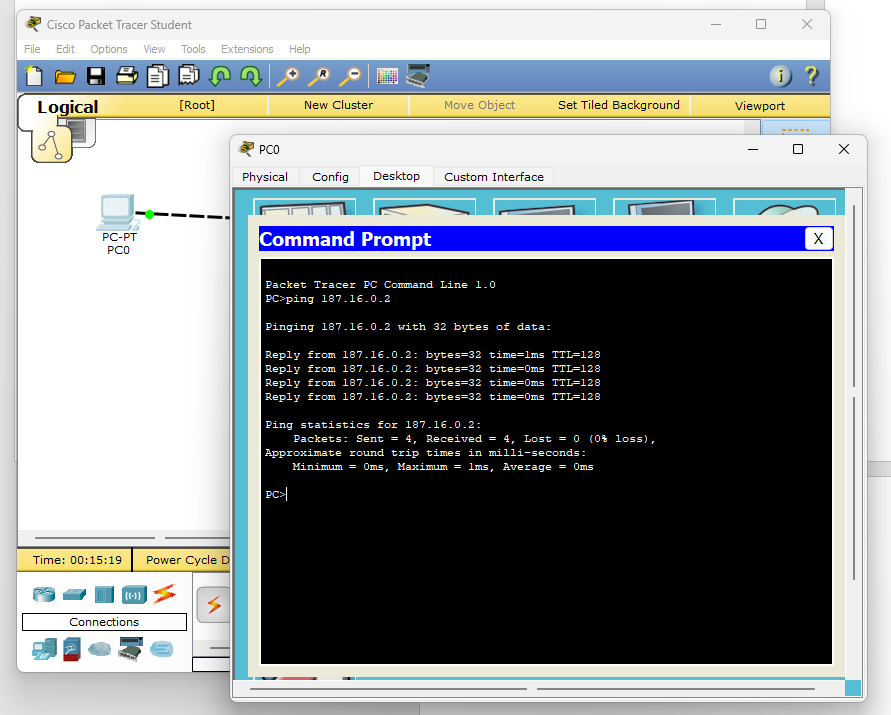 Cisco Packet Tracer Student
File Edit Options View Tools Extensions Help
Logical [Root] New Cluster Move Object Set Tiled Background Viewport
PC-PT
PC0
PC0
Physical Config Desktop Custom Interface
Command Prompt X
Packet Tracer PC Command Line 1.0
PC>ping 187.16.0.2
Pinging 187.16.0.2 with 32 bytes of data:
Reply from 187.16.0.2: bytes=32 time=1ms TTL=128
Reply from 187.16.0.2: bytes=32 time=0ms TTL=128
Reply from 187.16.0.2: bytes=32 time=0ms TTL=128
Reply from 187.16.0.2: bytes=32 time=0ms TTL=128
Ping statistics for 187.16.0.2:
Packets: Sent = 4, Received = 4, Lost = 0 (0% loss),
Approximate round trip times in milli-seconds:
Minimum = 0ms, Maximum = 1ms, Average = 0ms
PC>
Time: 00:15:19 Power Cycle D
Connections